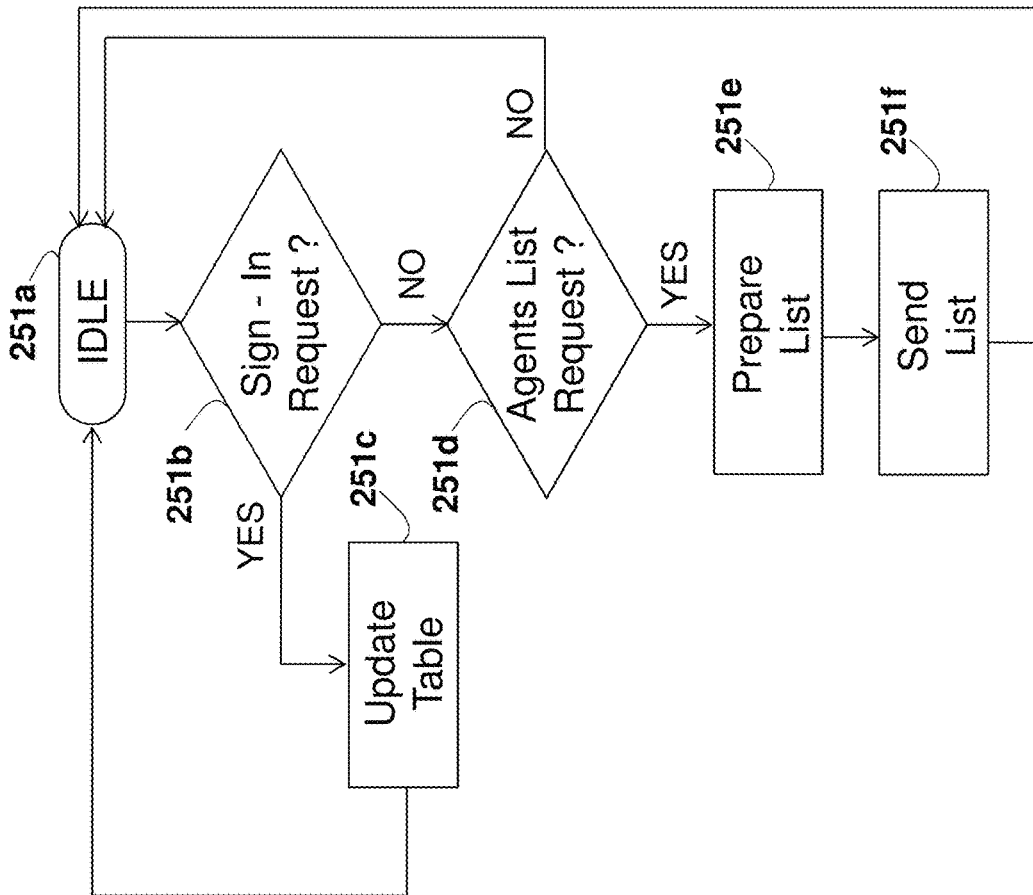 251a
IDLE
251b
Sign - In
Request ?
YES
NO
251c
Update
Table
251d
Agents List
Request ?
NO
YES
251e
Prepare
List
251f
Send
List